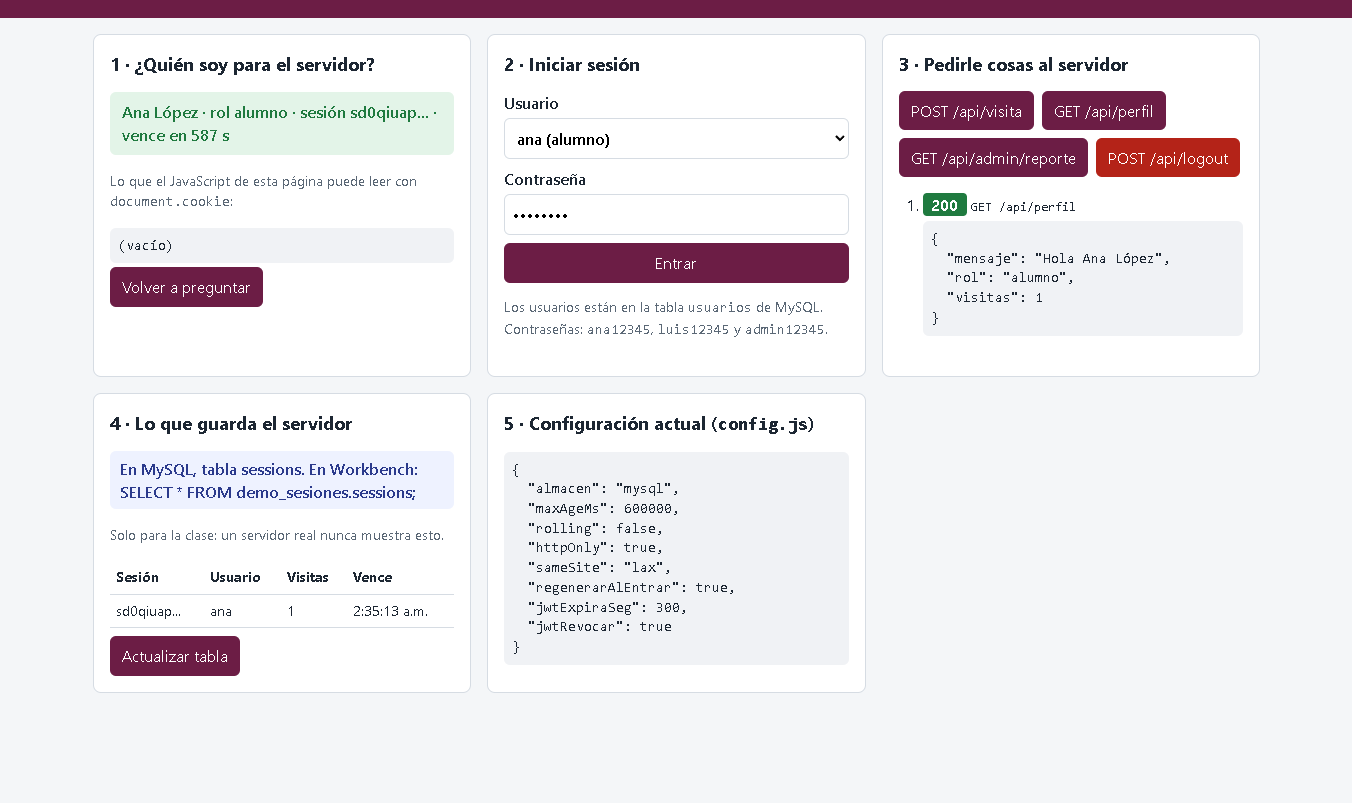 1 · ¿Quién soy para el servidor?
Ana López · rol alumno · sesión sd0qiuap... ·
vence en 587 s
Lo que el JavaScript de esta página puede leer con
document.cookie:
(vacío)
Volver a preguntar
2 · Iniciar sesión
Usuario
ana (alumno)
Contraseña
••••••••
Entrar
Los usuarios están en la tabla usuarios de MySQL.
Contraseñas: ana12345, luis12345 y admin12345.
3 · Pedirle cosas al servidor
POST /api/visita
GET /api/perfil
GET /api/admin/reporte
POST /api/logout
1. 200 GET /api/perfil
{
"mensaje": "Hola Ana López",
"rol": "alumno",
"visitas": 1
}
4 · Lo que guarda el servidor
En MySQL, tabla sessions. En Workbench:
SELECT * FROM demo_sesiones.sessions;
Solo para la clase: un servidor real nunca muestra esto.
Sesión Usuario Visitas Vence
sd0qiuap... ana 1 2:35:13 a.m.
Actualizar tabla
5 · Configuración actual (config.js)
{
"almacen": "mysql",
"maxAgeMs": 600000,
"rolling": false,
"httpOnly": true,
"sameSite": "lax",
"regenerarAlEntrar": true,
"jwtExpiraSeg": 300,
"jwtRevocar": true
}